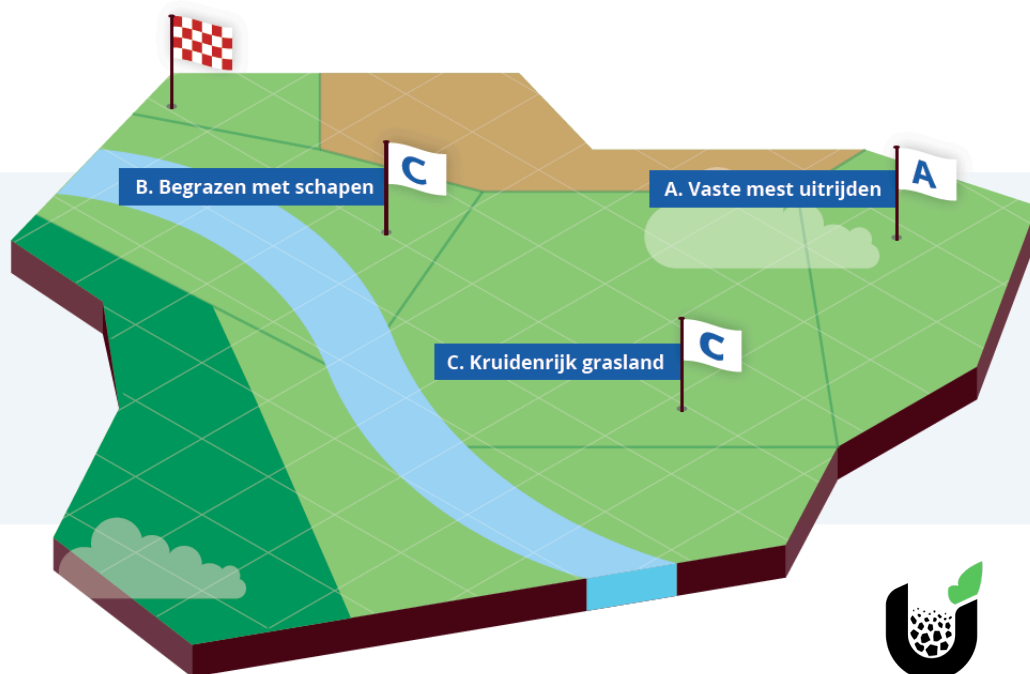 B. Begrazen met schapen
C
A. Vaste mest uitrijden
A
C. Kruidenrijk grasland
C